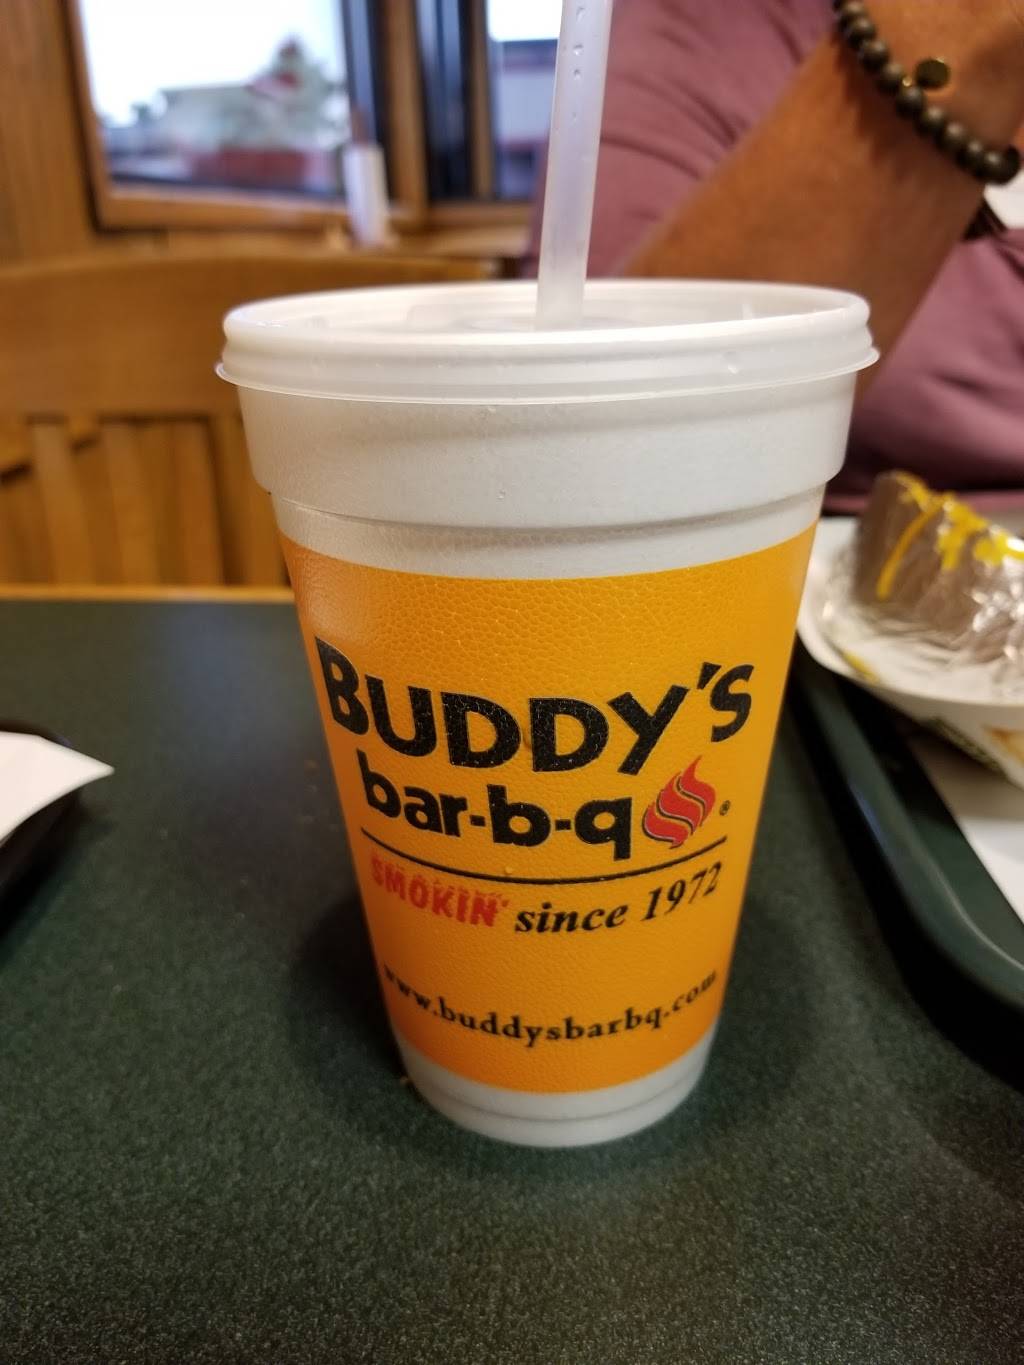 BUDDY'S
bar-b-q ®
SMOKIN' since 1972
www.buddysbarbq.com